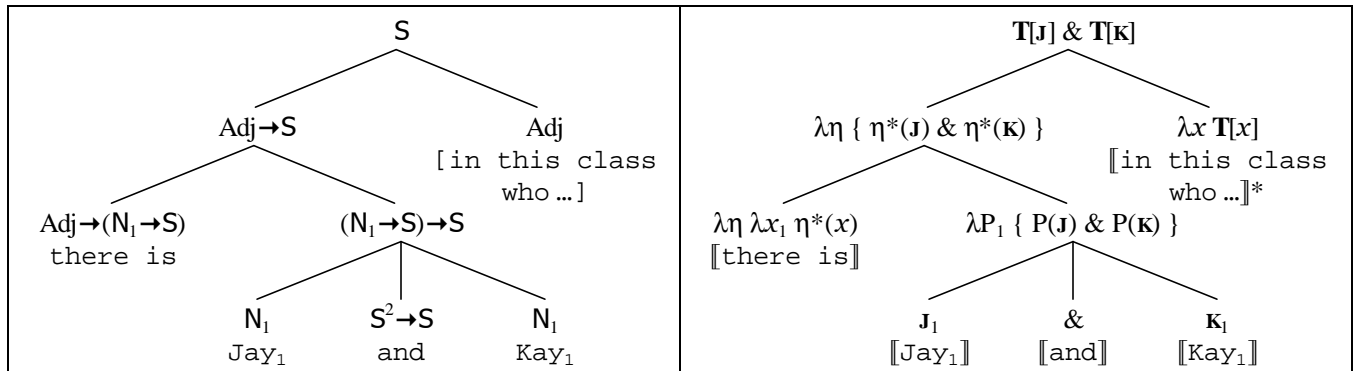 S
Adj→S Adj
[in this class
who …]
Adj→(N₁→S) (N₁→S)→S
there is
N₁ S²→S N₁
Jay₁ and Kay₁
T[J] & T[K]
λη { η*(J) & η*(K) } λx T[x]
⟦in this class
who …⟧*
λη λx₁ η*(x) λP₁ { P(J) & P(K) }
⟦there is⟧
J₁ & K₁
⟦Jay₁⟧ ⟦and⟧ ⟦Kay₁⟧